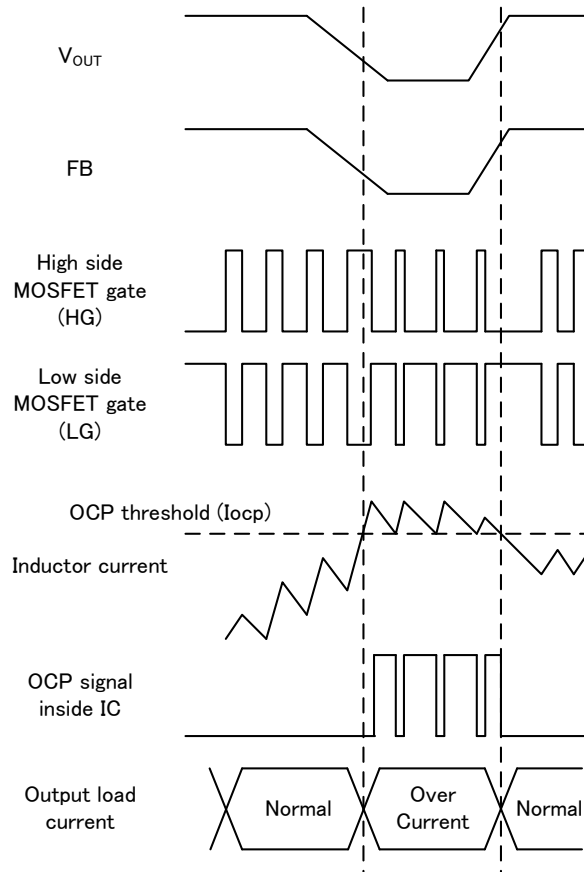 VOUT
FB
High side
MOSFET gate
(HG)
Low side
MOSFET gate
(LG)
OCP threshold (Iocp)
Inductor current
OCP signal
inside IC
Output load
current
Normal
Over
Current
Normal